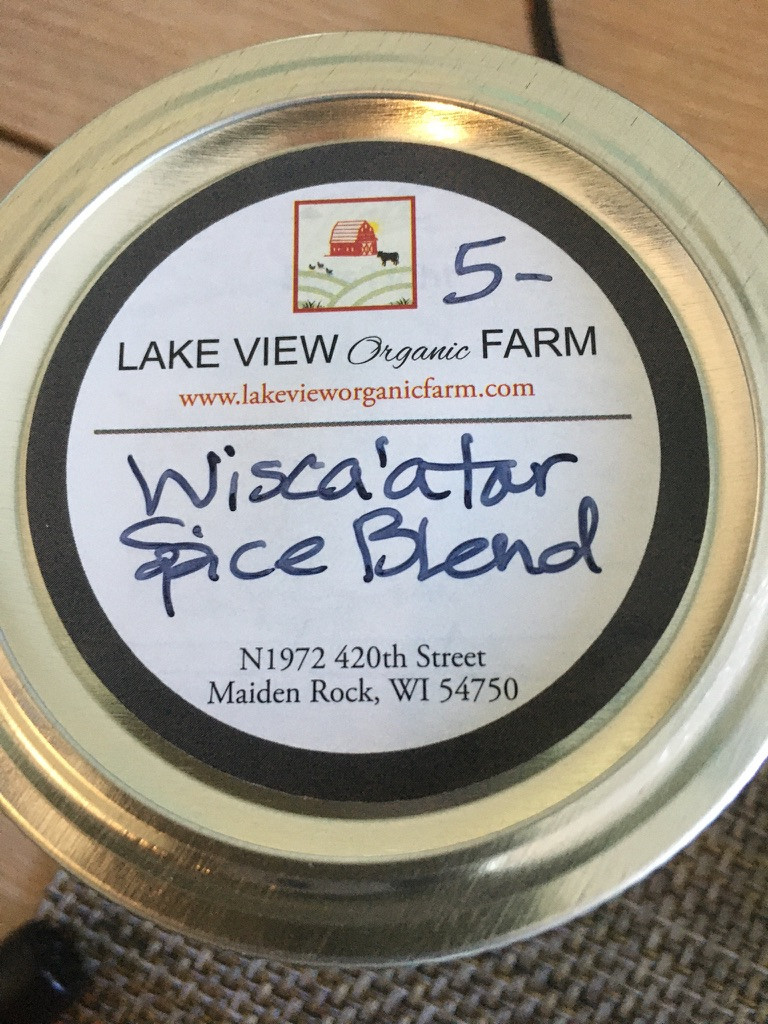 5-
LAKE VIEW Organic FARM
www.lakevieworganicfarm.com
Wisca'atar
Spice Blend
N1972 420th Street
Maiden Rock, WI 54750